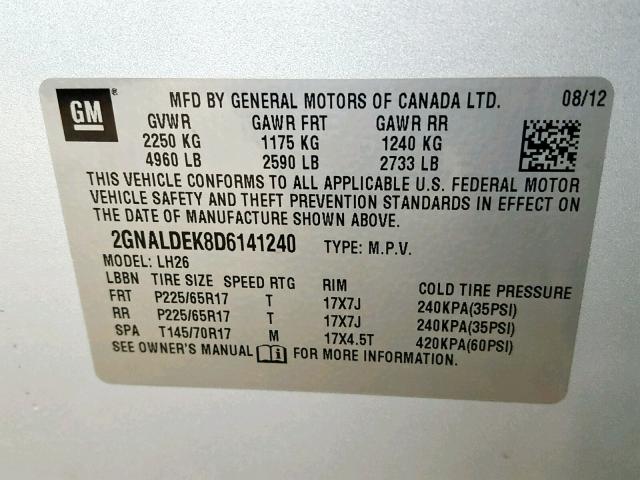 GM ®
MFD BY GENERAL MOTORS OF CANADA LTD. 08/12
GVWR GAWR FRT GAWR RR
2250 KG 1175 KG 1240 KG
4960 LB 2590 LB 2733 LB
THIS VEHICLE CONFORMS TO ALL APPLICABLE U.S. FEDERAL MOTOR
VEHICLE SAFETY AND THEFT PREVENTION STANDARDS IN EFFECT ON
THE DATE OF MANUFACTURE SHOWN ABOVE.
2GNALDEK8D6141240 TYPE: M.P.V.
MODEL: LH26
LBBN TIRE SIZE SPEED RTG RIM COLD TIRE PRESSURE
FRT P225/65R17 T 17X7J 240KPA(35PSI)
RR P225/65R17 T 17X7J 240KPA(35PSI)
SPA T145/70R17 M 17X4.5T 420KPA(60PSI)
SEE OWNER'S MANUAL i FOR MORE INFORMATION.